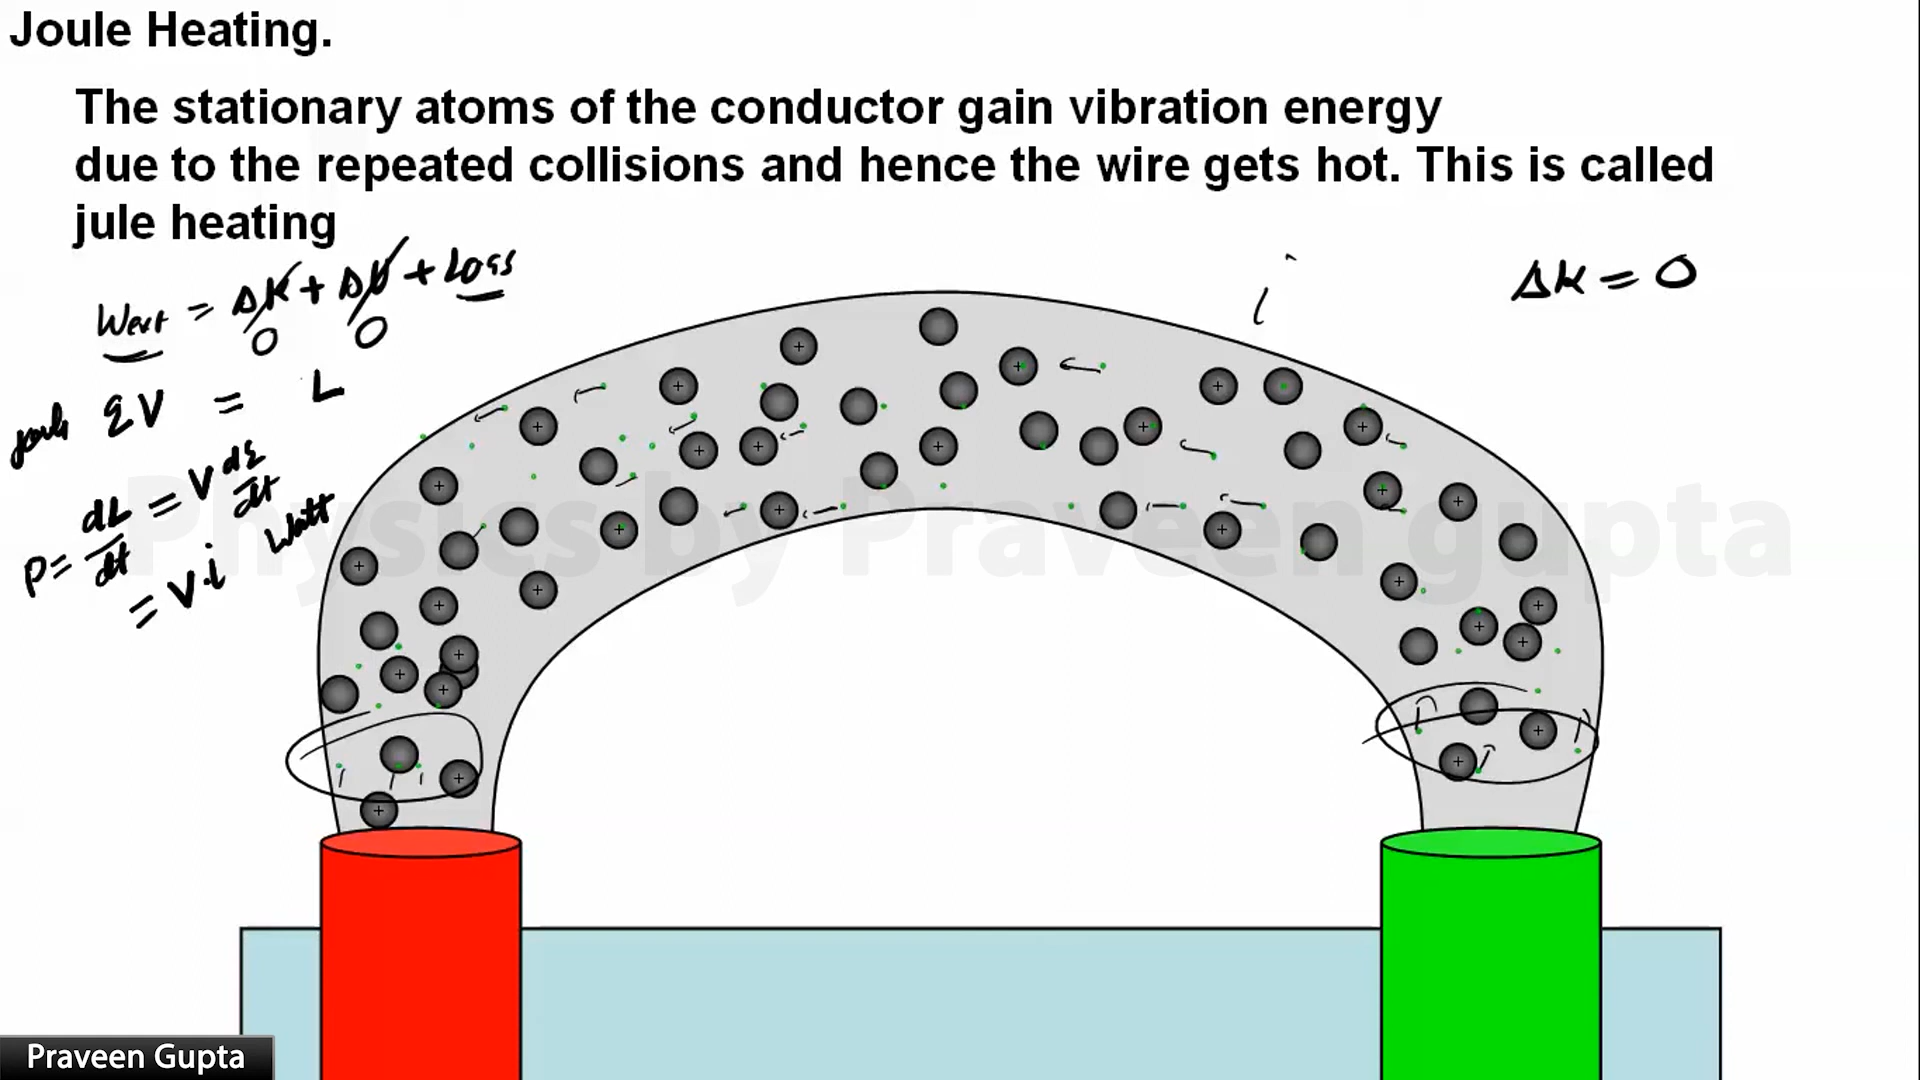 Joule Heating.
The stationary atoms of the conductor gain vibration energy
due to the repeated collisions and hence the wire gets hot. This is called
jule heating
Wext = ΔK + ΔU + Loss
0 0
ΔK = 0
i
qV = L
P = dL/dt = V dq/dt
= V.i Watt
Physics by Praveen gupta
Praveen Gupta